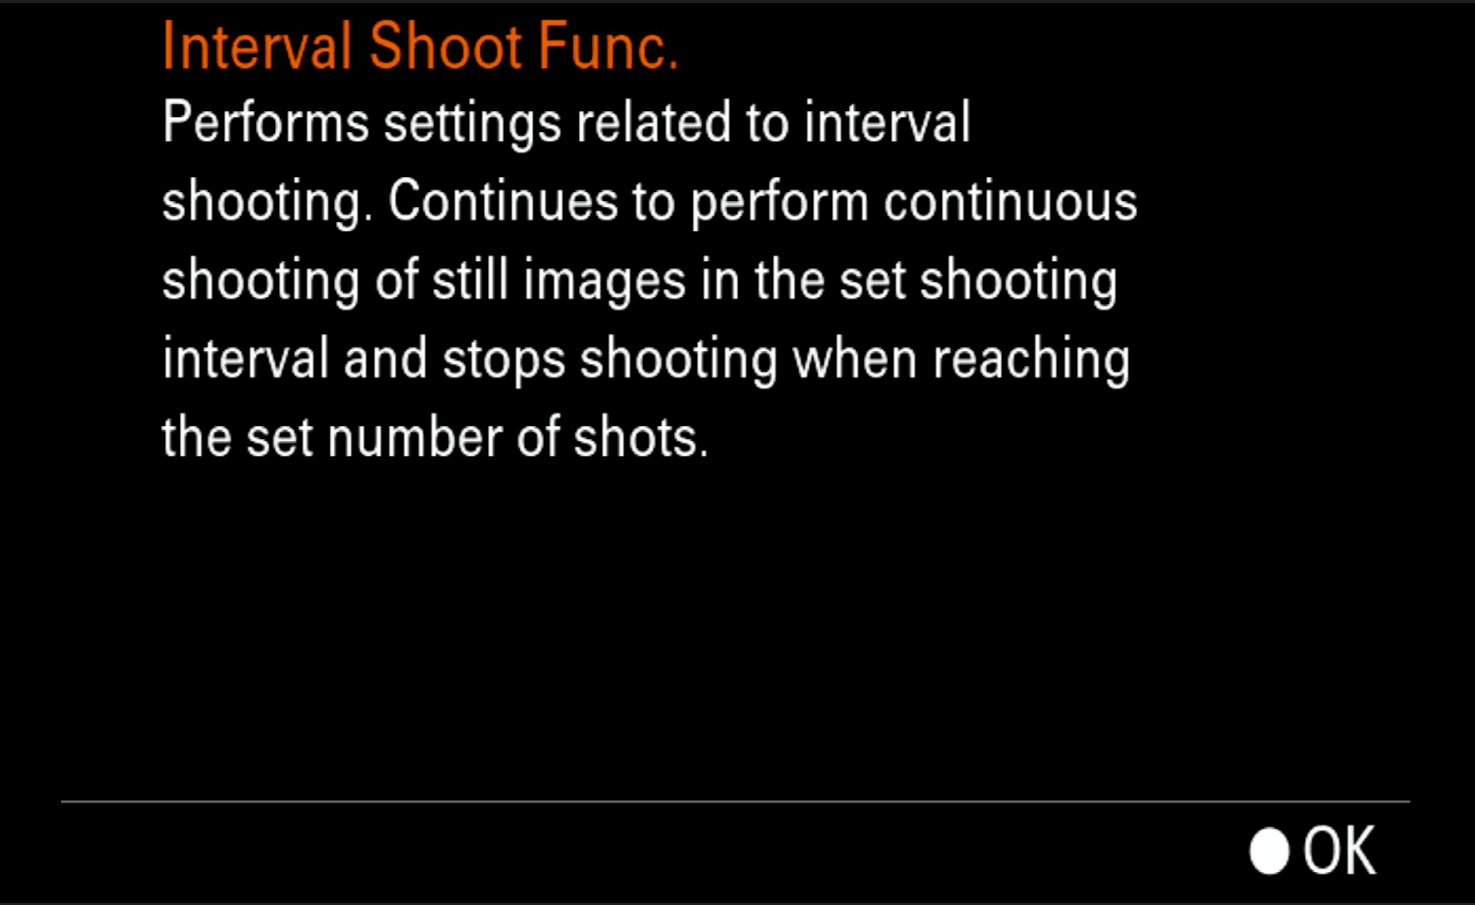 Interval Shoot Func.
Performs settings related to interval
shooting. Continues to perform continuous
shooting of still images in the set shooting
interval and stops shooting when reaching
the set number of shots.
OK